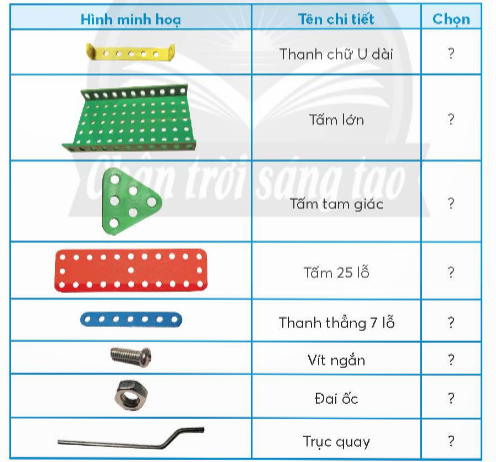 Hình minh hoạ Tên chi tiết Chọn
Thanh chữ U dài ?
Tấm lớn ?
Chân trời sáng tạo
Tấm tam giác ?
Tấm 25 lỗ ?
Thanh thẳng 7 lỗ ?
Vít ngắn ?
Đai ốc ?
Trục quay ?